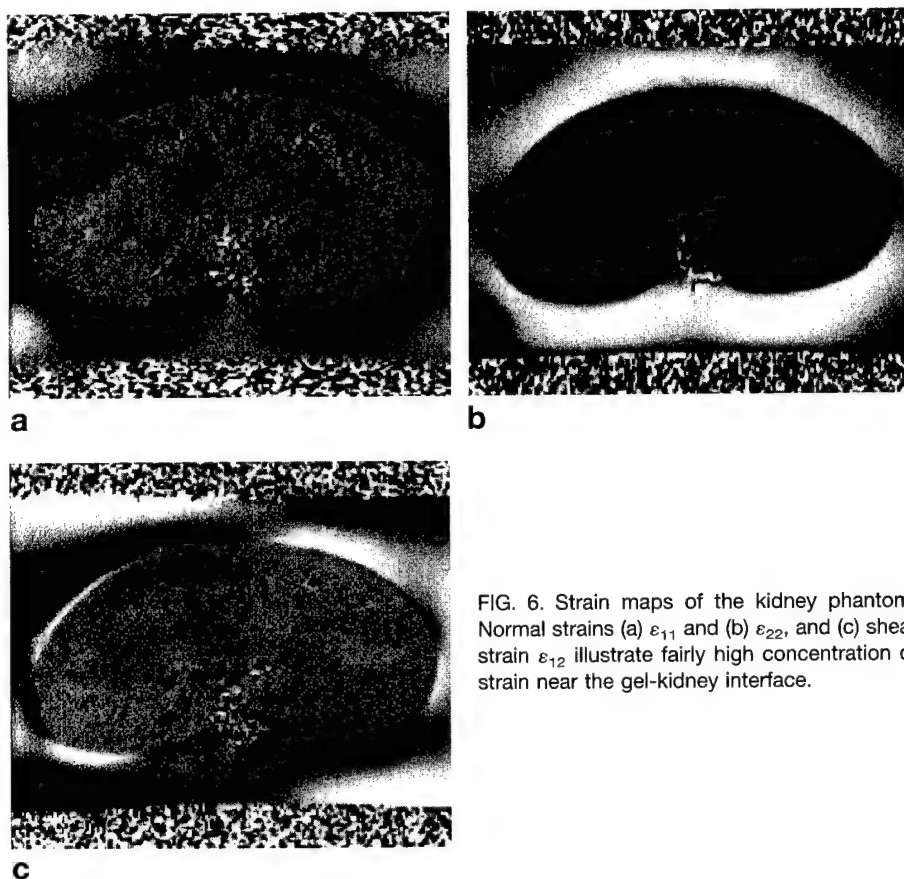 a
b
c
FIG. 6. Strain maps of the kidney phantom
Normal strains (a) ε₁₁ and (b) ε₂₂, and (c) shea
strain ε₁₂ illustrate fairly high concentration o
strain near the gel-kidney interface.